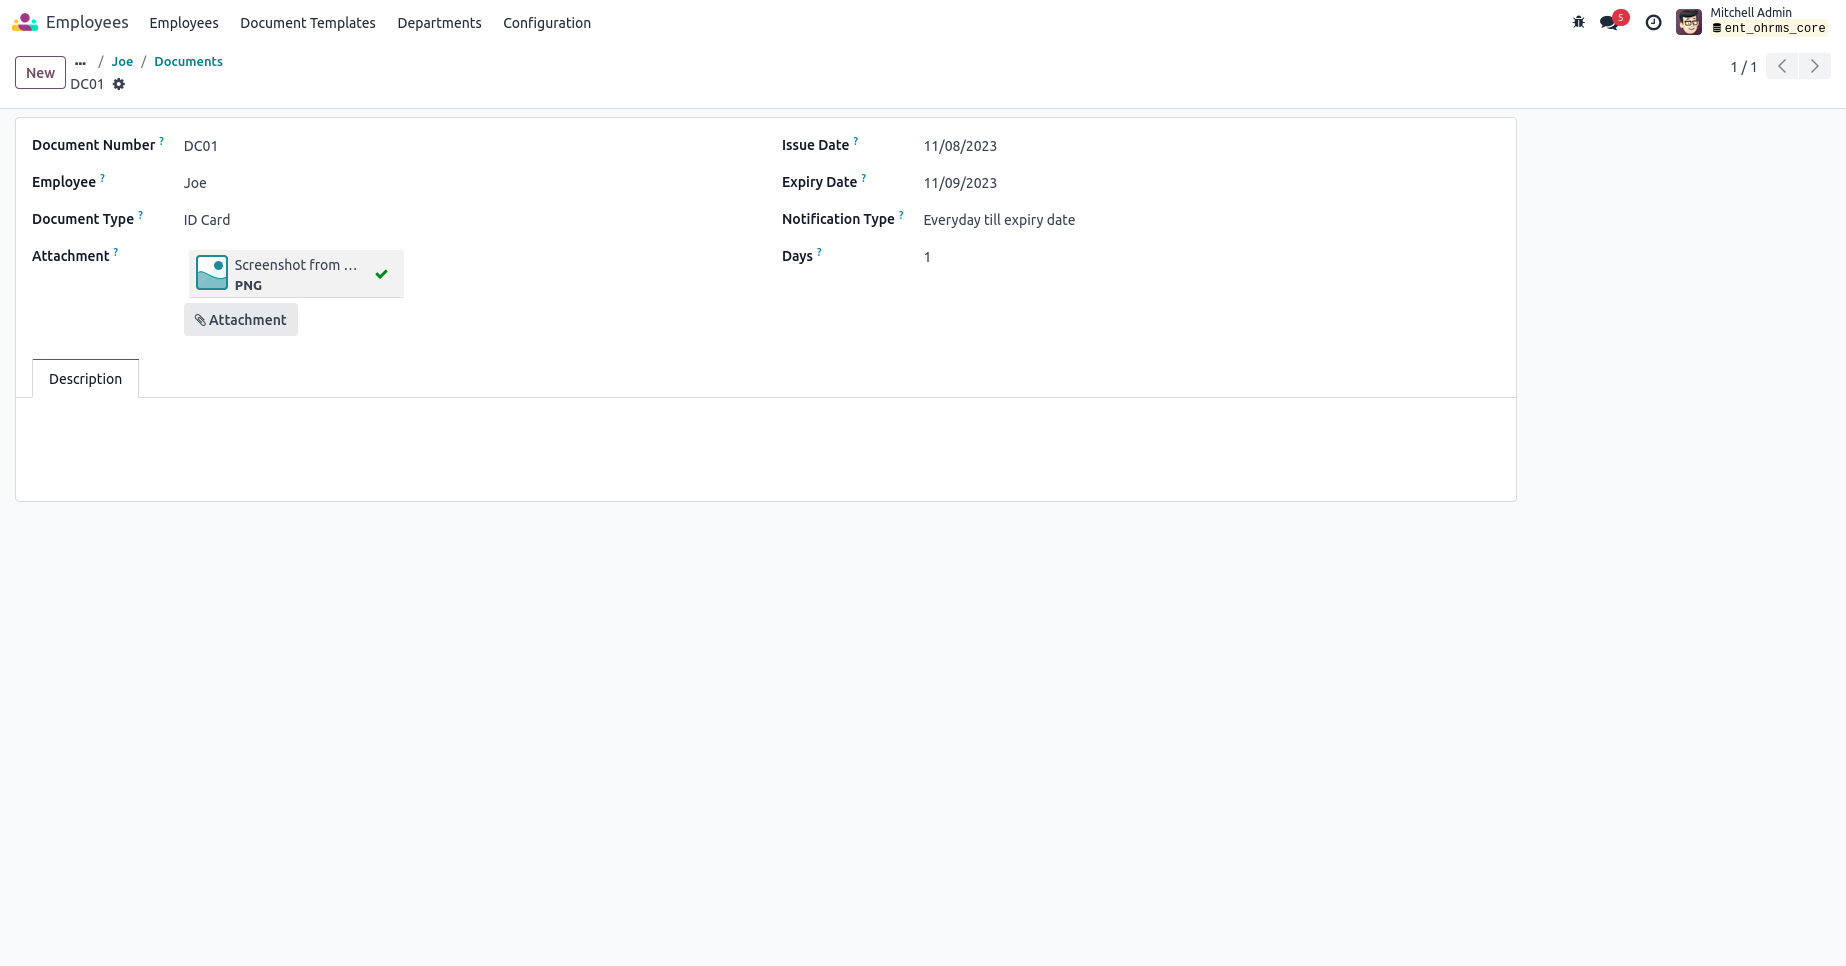 Employees Employees Document Templates Departments Configuration 5 Mitchell Admin
ent_ohrms_core
New ... / Joe / Documents
DC01
1 / 1
Document Number ? DC01 Issue Date ? 11/08/2023
Employee ? Joe Expiry Date ? 11/09/2023
Document Type ? ID Card Notification Type ? Everyday till expiry date
Attachment ? Screenshot from ... Days ? 1
PNG
Attachment
Description